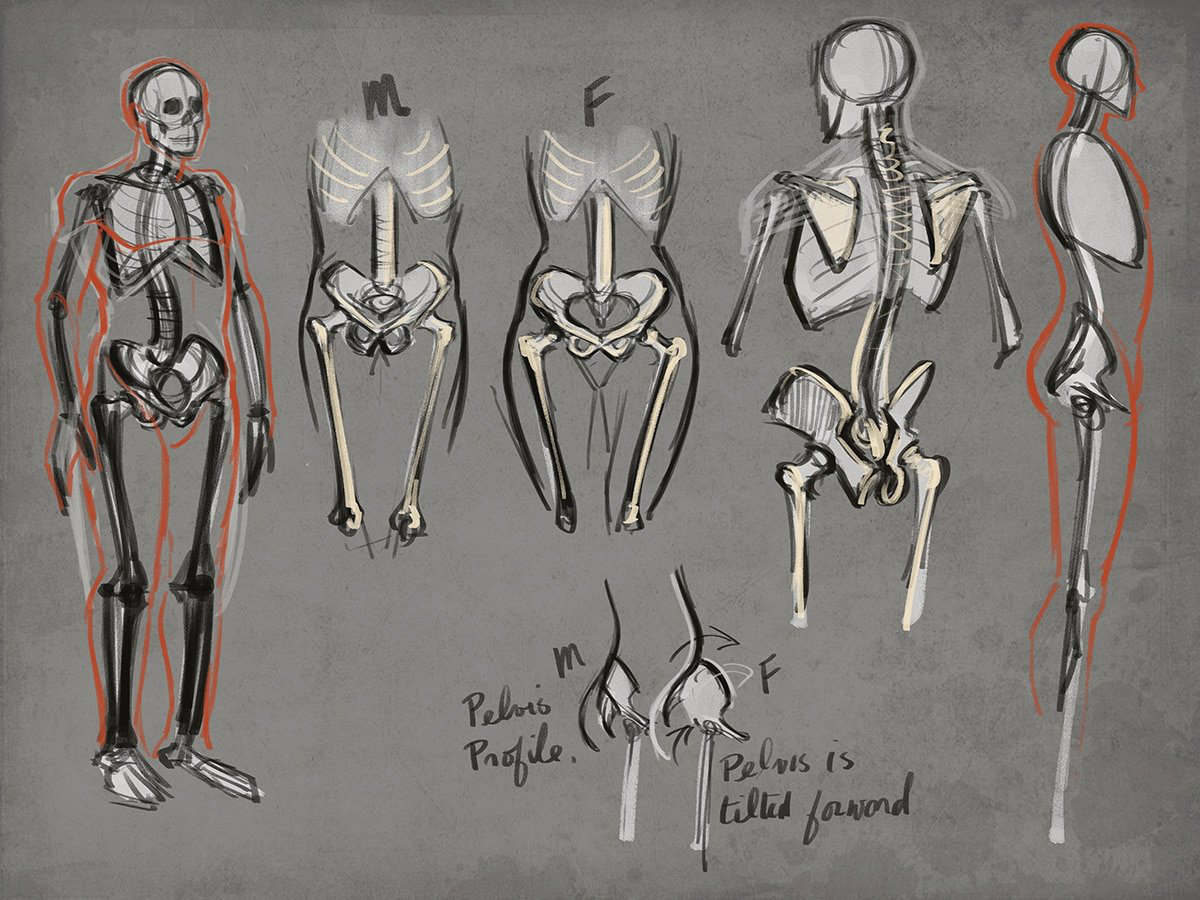 M
F
M
F
Pelvis
Profile.
Pelvis is
tilted forward